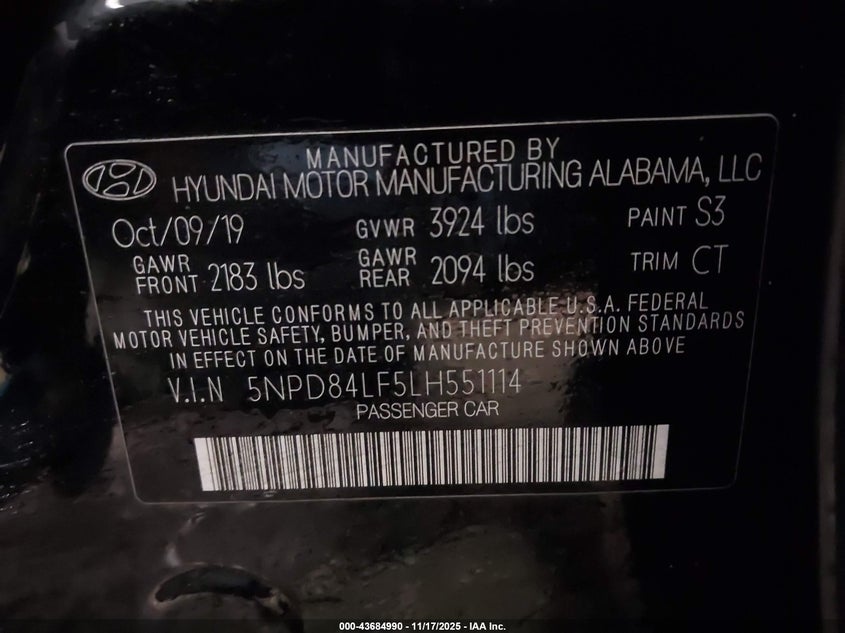 MANUFACTURED BY
HYUNDAI MOTOR MANUFACTURING ALABAMA, LLC
Oct/09/19 GVWR 3924 lbs PAINT S3
GAWR FRONT 2183 lbs GAWR REAR 2094 lbs TRIM CT
THIS VEHICLE CONFORMS TO ALL APPLICABLE U.S.A. FEDERAL
MOTOR VEHICLE SAFETY, BUMPER, AND THEFT PREVENTION STANDARDS
IN EFFECT ON THE DATE OF MANUFACTURE SHOWN ABOVE
V.I.N 5NPD84LF5LH551114
PASSENGER CAR
000-43684990 — 11/17/2025 — IAA Inc.